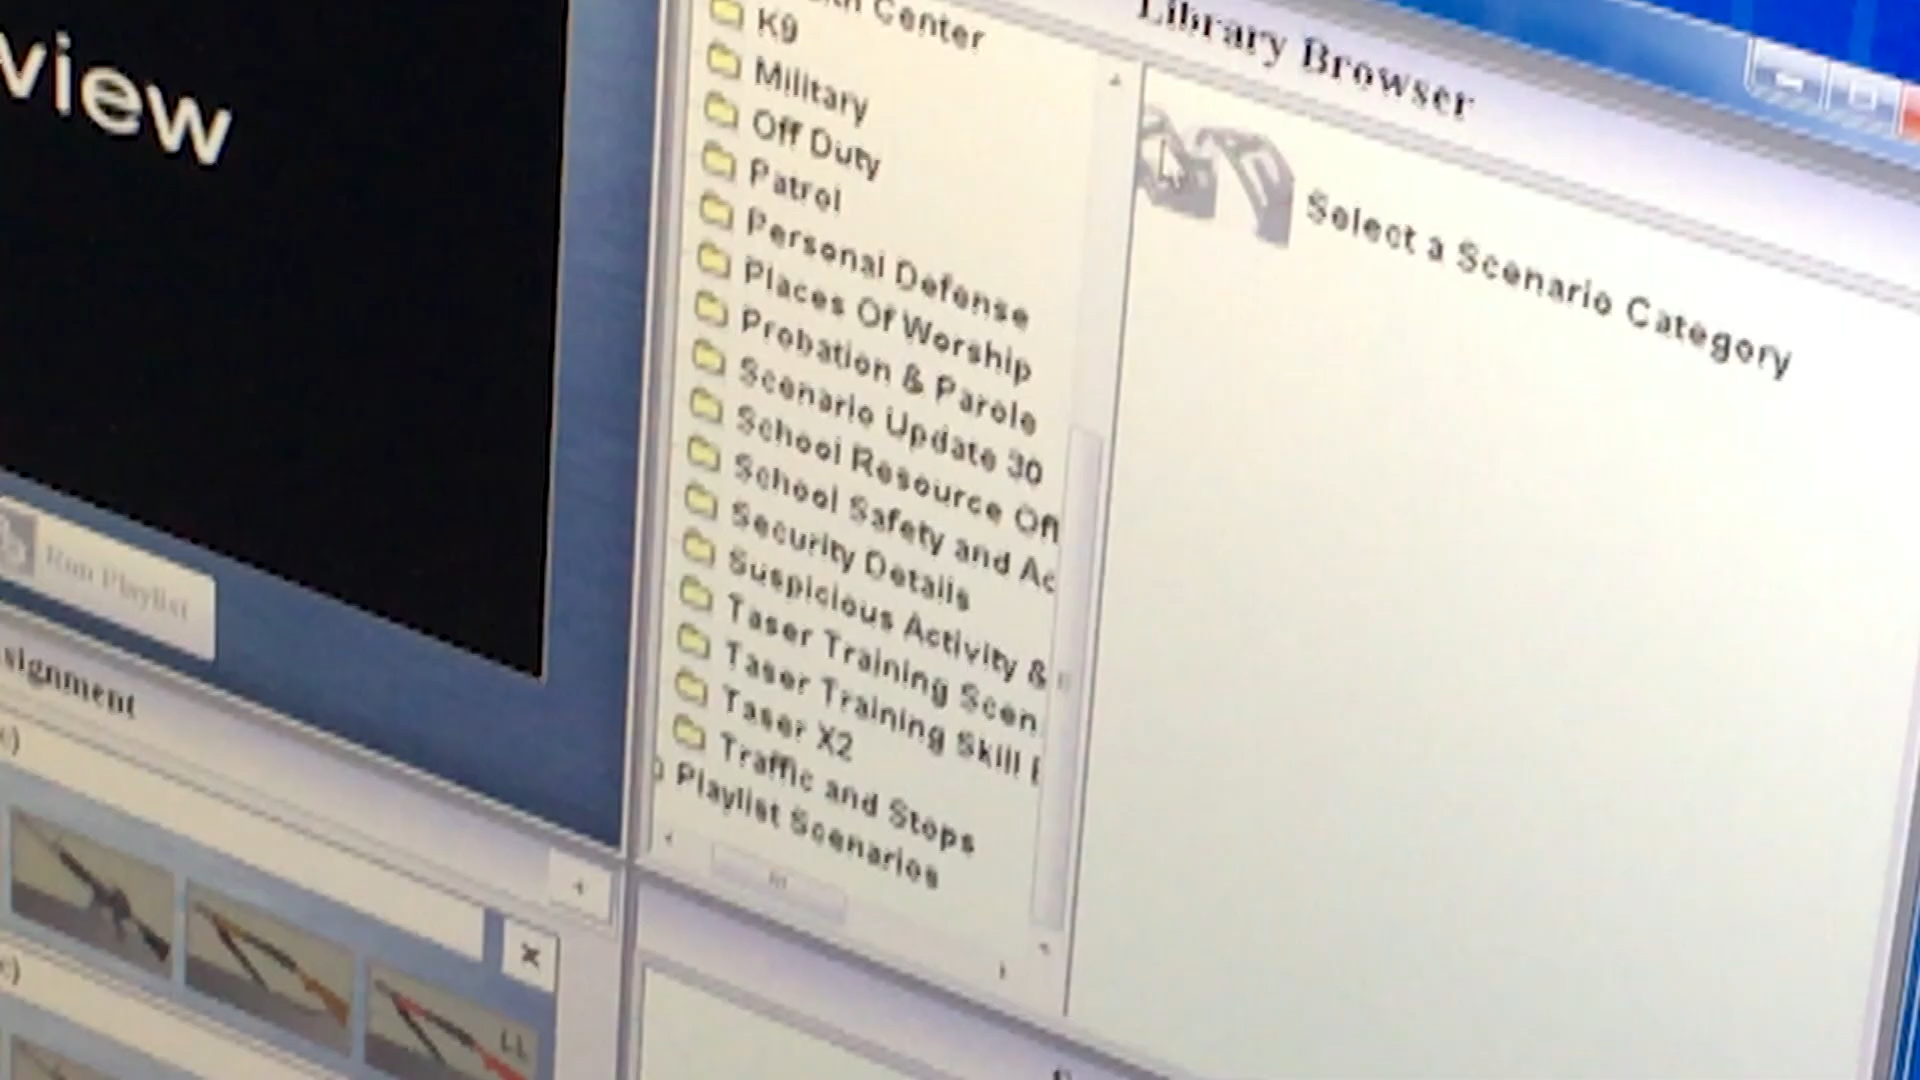 view
Run Playlist
Center
K9
Military
Off Duty
Patrol
Personal Defense
Places Of Worship
Probation & Parole
Scenario Update 30
School Resource Off
School Safety and Ac
Security Details
Suspicious Activity &
Taser Training Scen
Taser Training Skill
Taser X2
Traffic and Stops
Playlist Scenarios
Library Browser
Select a Scenario Category
signment